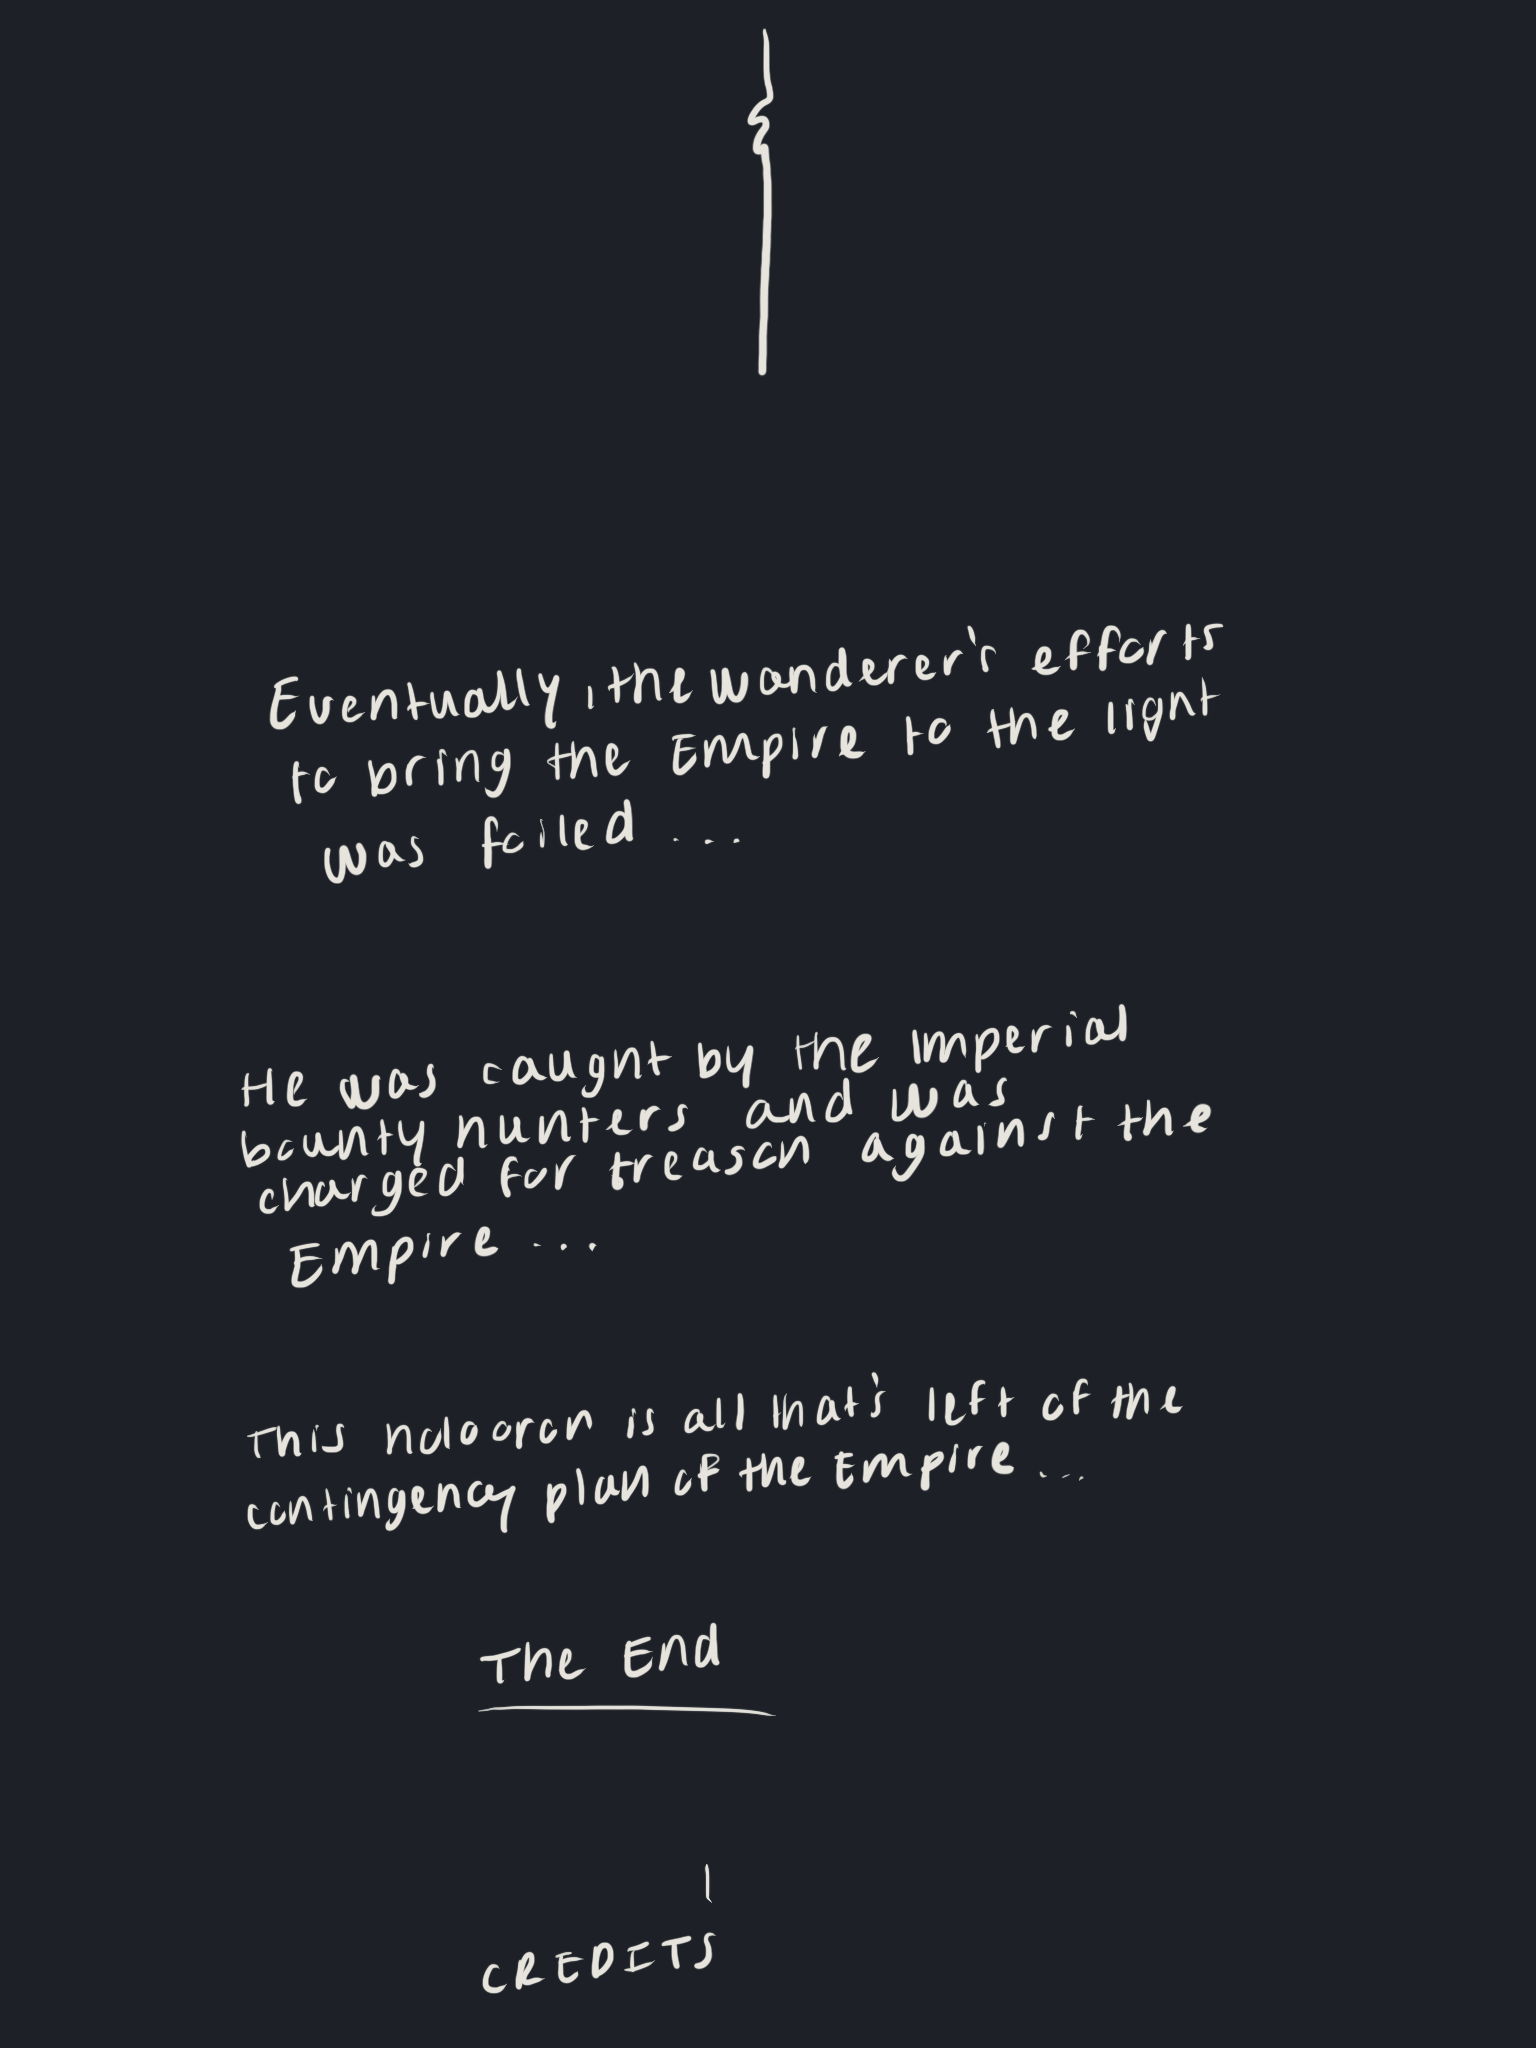 Eventually, the wanderer's efforts
to bring the Empire to the light
was failed ...
He was caught by the Imperial
bounty hunters and was
charged for treason against the
Empire ...
This holocron is all that's left of the
contingency plan of the Empire ...
The End
CREDITS